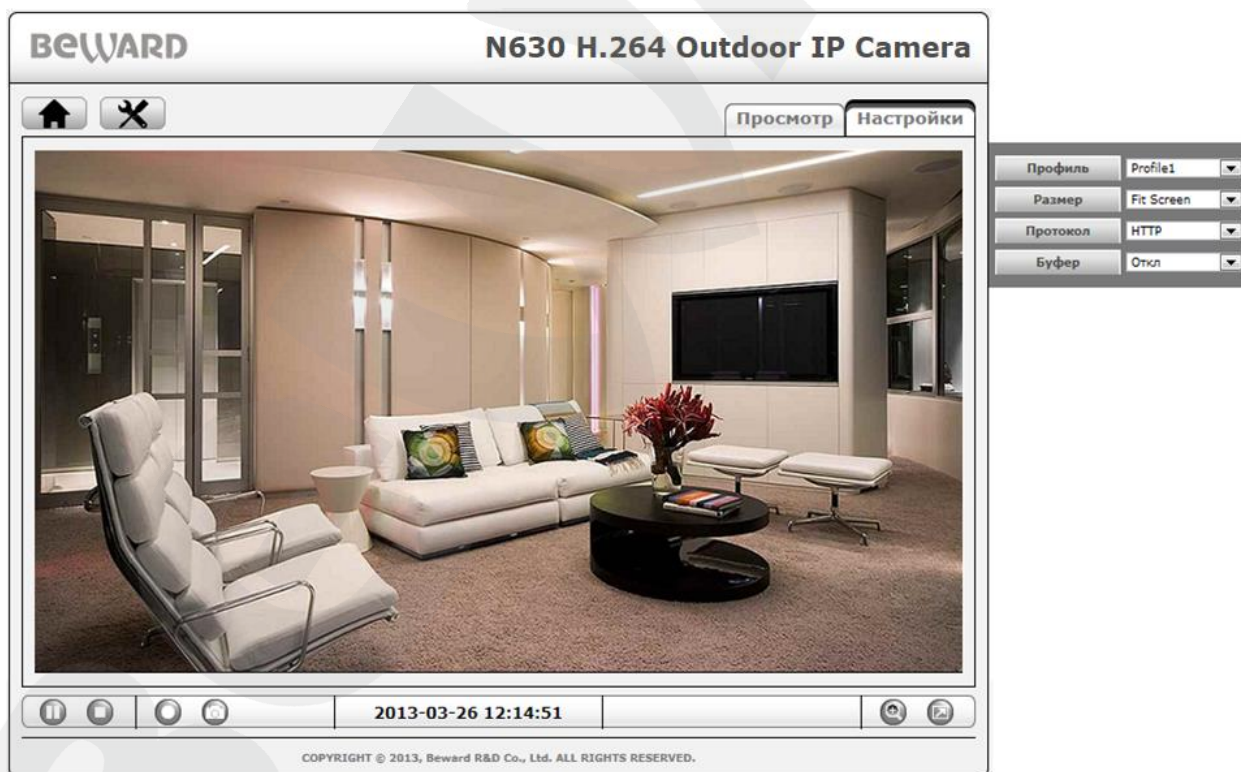 BEWARD
N630 H.264 Outdoor IP Camera
Просмотр
Настройки
Профиль Profile1
Размер Fit Screen
Протокол HTTP
Буфер Откл
2013-03-26 12:14:51
COPYRIGHT © 2013, Beward R&D Co., Ltd. ALL RIGHTS RESERVED.